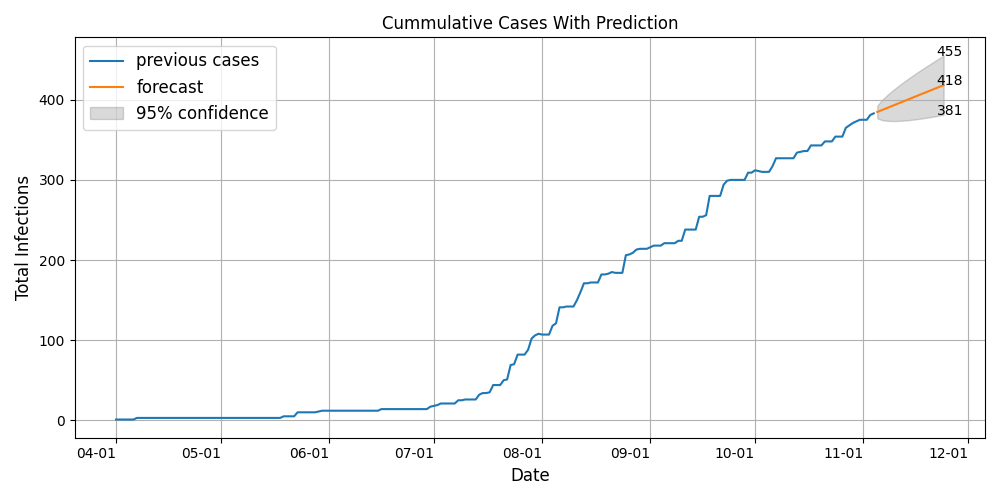 Cummulative Cases With Prediction
previous cases
forecast
95% confidence
455
418
381
400
300
200
100
0
Total Infections
04-01 05-01 06-01 07-01 08-01 09-01 10-01 11-01 12-01
Date